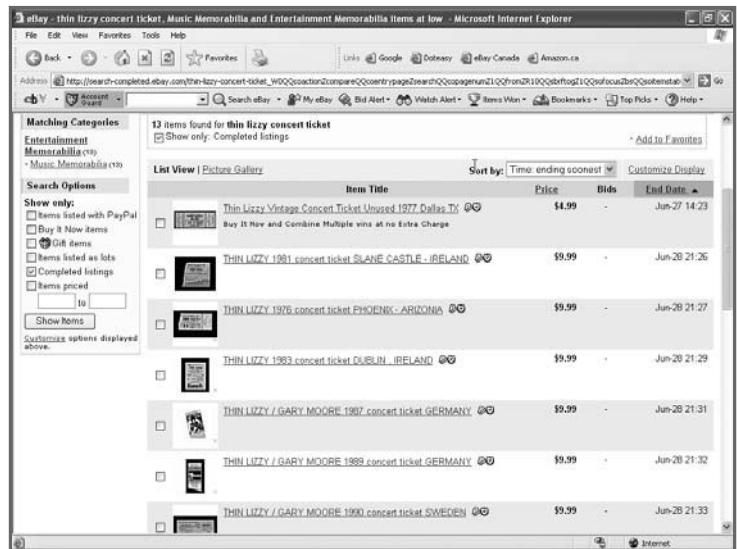 eBay - thin lizzy concert ticket, Music Memorabilia and Entertainment Memorabilia items at low - Microsoft Internet Explorer
File Edit View Favorites Tools Help
Back Favorites Links Google Doteasy eBay Canada Amazon.ca
Address Go
ebY Account Guard Search eBay My eBay Bid Alert Watch Alert Items Won Bookmarks Top Picks Help
Matching Categories
Entertainment
Memorabilia (13)
- Music Memorabilia (13)
Search Options
Show only:
Items listed with PayPal
Buy It Now items
Gift items
Items listed as lots
Completed listings
Items priced
to
Show Items
Customize options displayed
above.
13 items found for thin lizzy concert ticket
Show only: Completed listings
- Add to Favorites
List View | Picture Gallery Sort by: Time: ending soonest Customize Display
Item Title Price Bids End Date
Thin Lizzy Vintage Concert Ticket Unused 1977 Dallas TX $4.99 - Jun-27 14:23
Buy It Now and Combine Multiple wins at no Extra Charge
THIN LIZZY 1981 concert ticket SLANE CASTLE - IRELAND $9.99 - Jun-28 21:26
THIN LIZZY 1976 concert ticket PHOENIX - ARIZONIA $9.99 - Jun-28 21:27
THIN LIZZY 1983 concert ticket DUBLIN , IRELAND $9.99 - Jun-28 21:29
THIN LIZZY / GARY MOORE 1987 concert ticket GERMANY $9.99 - Jun-28 21:31
THIN LIZZY / GARY MOORE 1989 concert ticket GERMANY $9.99 - Jun-28 21:32
THIN LIZZY / GARY MOORE 1990 concert ticket SWEDEN $9.99 - Jun-28 21:33
Internet